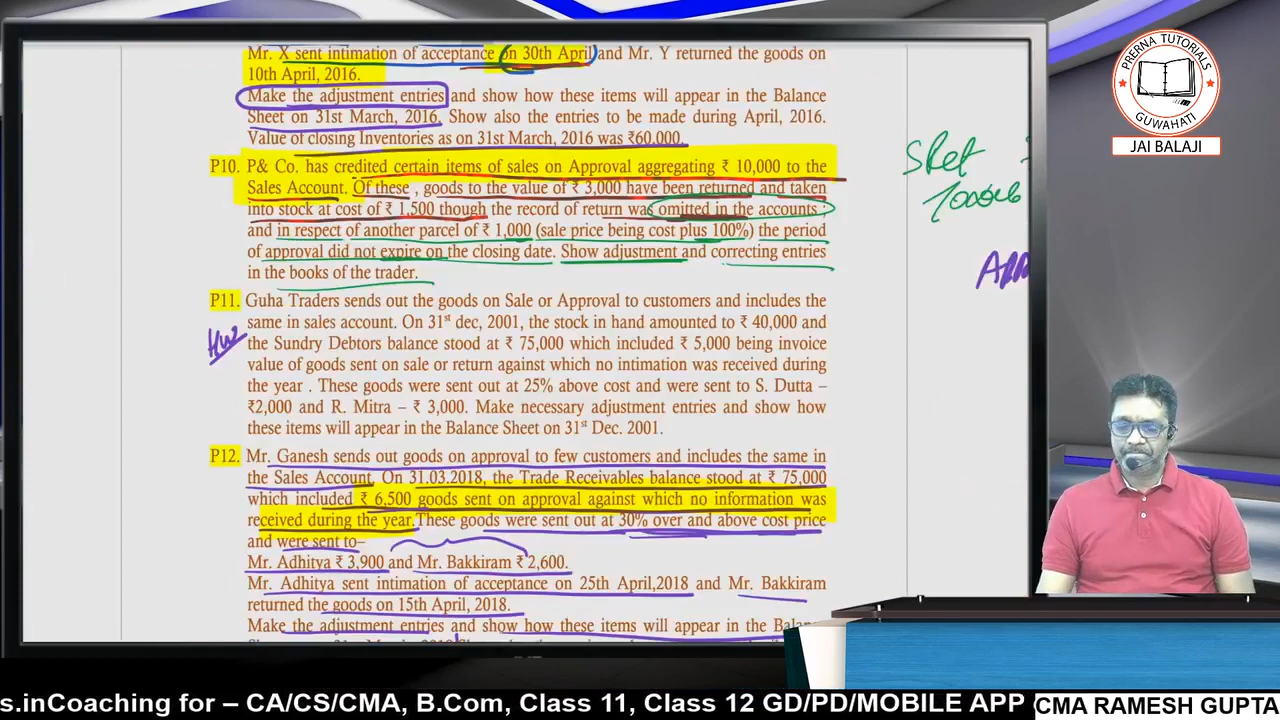 Mr. X sent intimation of acceptance on 30th April and Mr. Y returned the goods on
10th April, 2016.
Make the adjustment entries and show how these items will appear in the Balance
Sheet on 31st March, 2016. Show also the entries to be made during April, 2016.
Value of closing Inventories as on 31st March, 2016 was ₹60,000.
P10. P& Co. has credited certain items of sales on Approval aggregating ₹ 10,000 to the
Sales Account. Of these , goods to the value of ₹ 3,000 have been returned and taken
into stock at cost of ₹ 1,500 though the record of return was omitted in the accounts ;
and in respect of another parcel of ₹ 1,000 (sale price being cost plus 100%) the period
of approval did not expire on the closing date. Show adjustment and correcting entries
in the books of the trader.
P11. Guha Traders sends out the goods on Sale or Approval to customers and includes the
same in sales account. On 31st dec, 2001, the stock in hand amounted to ₹ 40,000 and
HW the Sundry Debtors balance stood at ₹ 75,000 which included ₹ 5,000 being invoice
value of goods sent on sale or return against which no intimation was received during
the year . These goods were sent out at 25% above cost and were sent to S. Dutta –
₹2,000 and R. Mitra – ₹ 3,000. Make necessary adjustment entries and show how
these items will appear in the Balance Sheet on 31st Dec. 2001.
P12. Mr. Ganesh sends out goods on approval to few customers and includes the same in
the Sales Account. On 31.03.2018, the Trade Receivables balance stood at ₹ 75,000
which included ₹ 6,500 goods sent on approval against which no information was
received during the year. These goods were sent out at 30% over and above cost price
and were sent to–
Mr. Adhitya ₹ 3,900 and Mr. Bakkiram ₹ 2,600.
Mr. Adhitya sent intimation of acceptance on 25th April,2018 and Mr. Bakkiram
returned the goods on 15th April, 2018.
Make the adjustment entries and show how these items will appear in the Balance
PRERNA TUTORIALS
GUWAHATI
JAI BALAJI
s.inCoaching for – CA/CS/CMA, B.Com, Class 11, Class 12 GD/PD/MOBILE APP
CMA RAMESH GUPTA